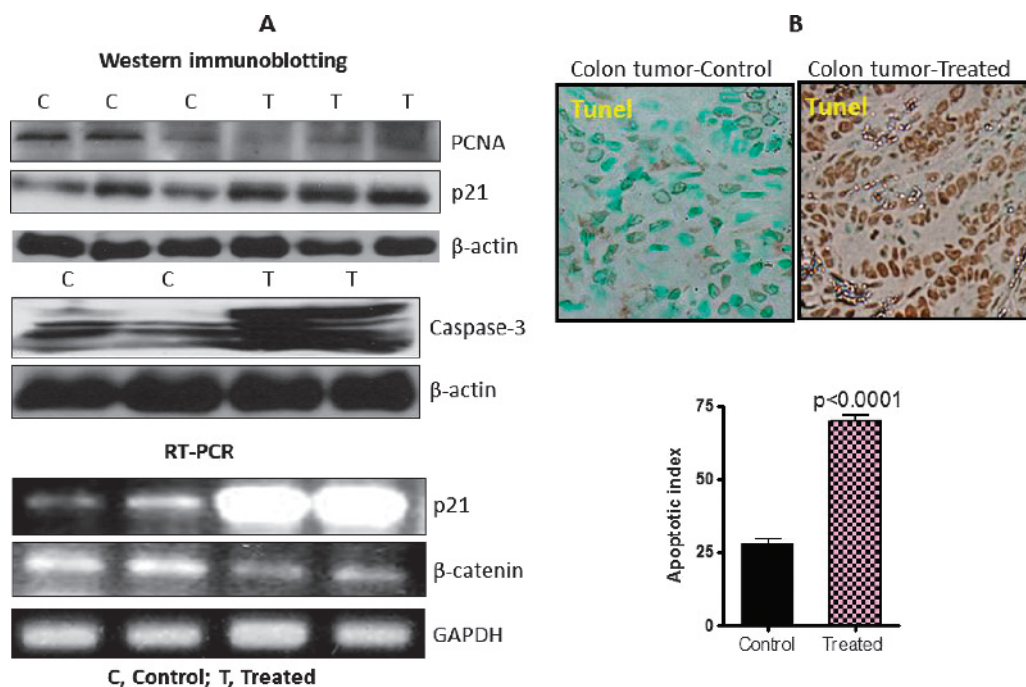 A
Western immunoblotting
C C C T T T
PCNA
p21
β-actin
C C T T
Caspase-3
β-actin
RT-PCR
p21
β-catenin
GAPDH
C, Control; T, Treated
B
Colon tumor-Control Colon tumor-Treated
Tunel Tunel
p<0.0001
75
50
25
0
Apoptotic index
Control Treated